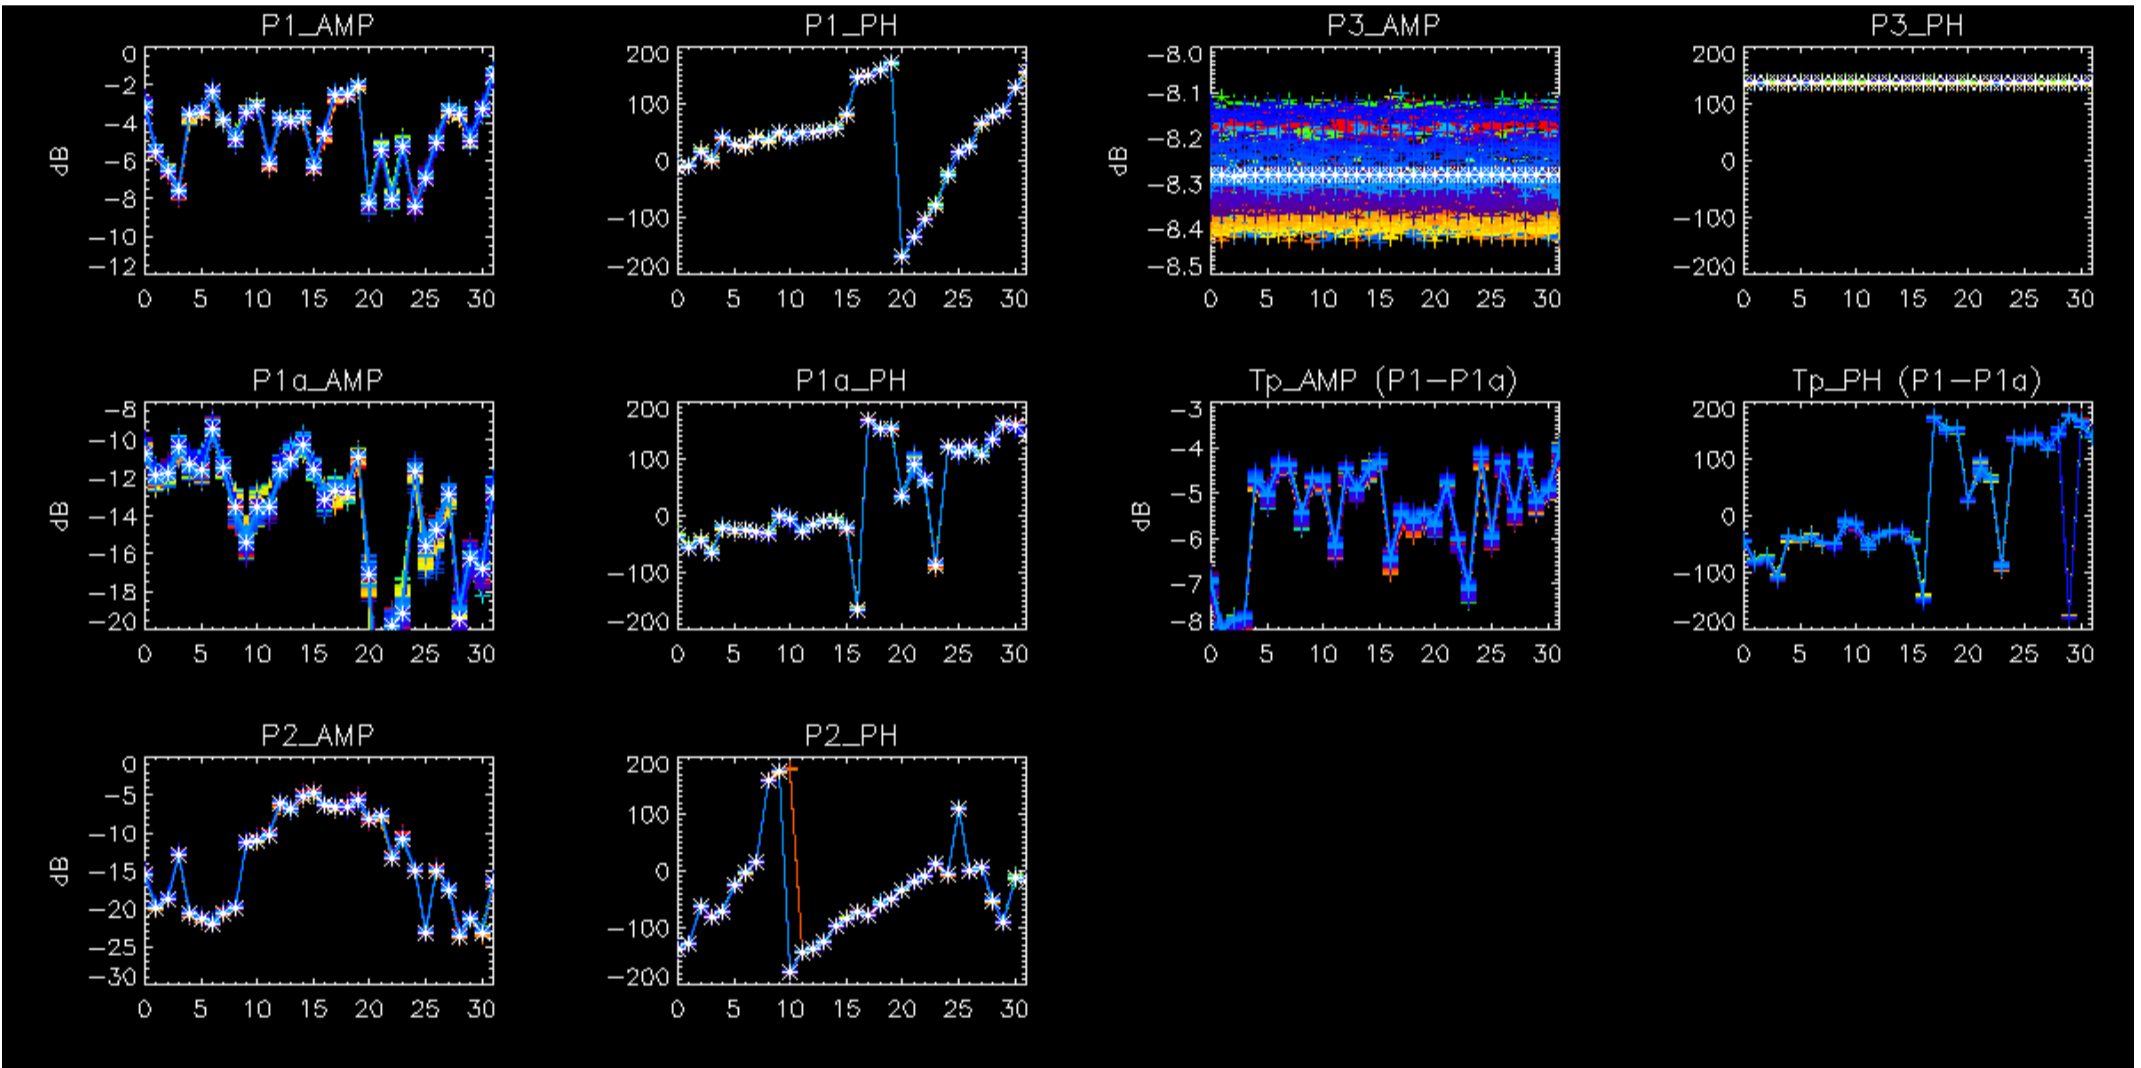 P1_AMP
dB
0
−2
−4
−6
−8
−10
−12
0 5 10 15 20 25 30
P1_PH
200
100
0
−100
−200
0 5 10 15 20 25 30
P3_AMP
dB
−8.0
−8.1
−8.2
−8.3
−8.4
−8.5
0 5 10 15 20 25 30
P3_PH
200
100
0
−100
−200
0 5 10 15 20 25 30
P1a_AMP
dB
−8
−10
−12
−14
−16
−18
−20
0 5 10 15 20 25 30
P1a_PH
200
100
0
−100
−200
0 5 10 15 20 25 30
Tp_AMP (P1−P1a)
dB
−3
−4
−5
−6
−7
−8
0 5 10 15 20 25 30
Tp_PH (P1−P1a)
200
100
0
−100
−200
0 5 10 15 20 25 30
P2_AMP
dB
0
−5
−10
−15
−20
−25
−30
0 5 10 15 20 25 30
P2_PH
200
100
0
−100
−200
0 5 10 15 20 25 30